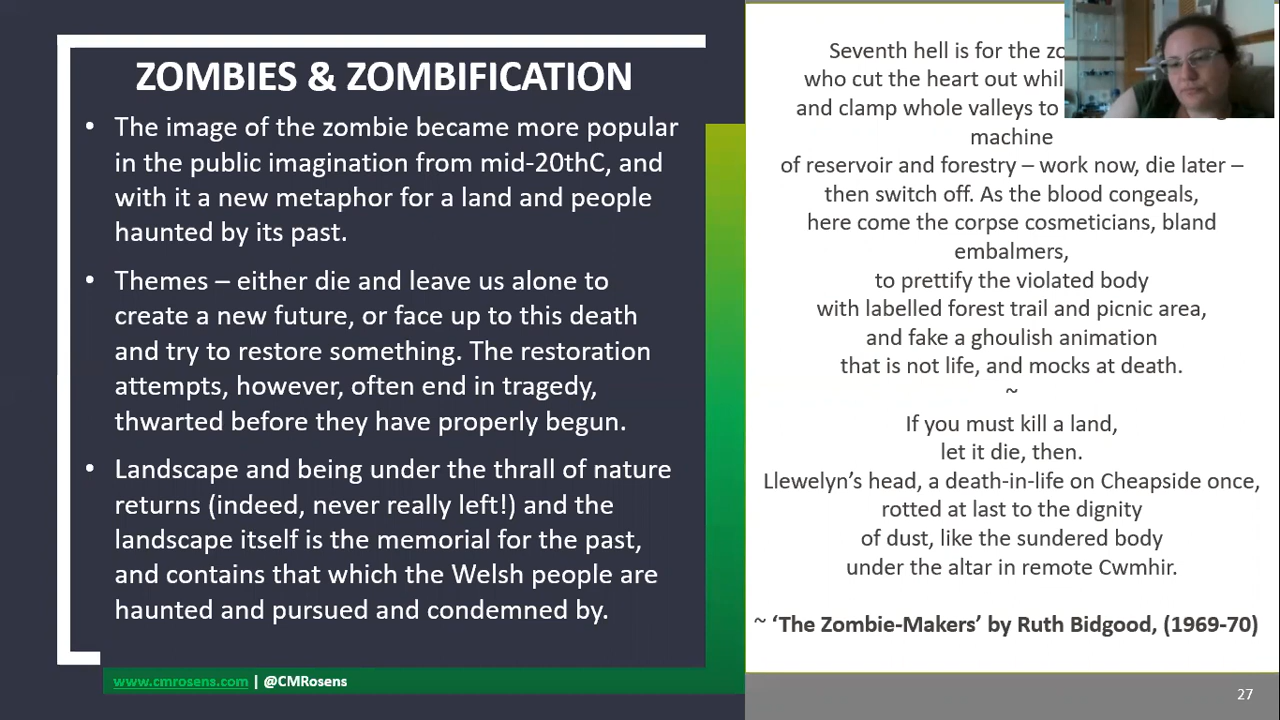 ZOMBIES & ZOMBIFICATION
• The image of the zombie became more popular
in the public imagination from mid-20thC, and
with it a new metaphor for a land and people
haunted by its past.
• Themes – either die and leave us alone to
create a new future, or face up to this death
and try to restore something. The restoration
attempts, however, often end in tragedy,
thwarted before they have properly begun.
• Landscape and being under the thrall of nature
returns (indeed, never really left!) and the
landscape itself is the memorial for the past,
and contains that which the Welsh people are
haunted and pursued and condemned by.
www.cmrosens.com | @CMRosens
Seventh hell is for the
who cut the heart out
and clamp whole valleys to
machine
of reservoir and forestry – work now, die later –
then switch off. As the blood congeals,
here come the corpse cosmeticians, bland
embalmers,
to prettify the violated body
with labelled forest trail and picnic area,
and fake a ghoulish animation
that is not life, and mocks at death.
~
If you must kill a land,
let it die, then.
Llewelyn’s head, a death-in-life on Cheapside once,
rotted at last to the dignity
of dust, like the sundered body
under the altar in remote Cwmhir.
~ ‘The Zombie-Makers’ by Ruth Bidgood, (1969-70)
27